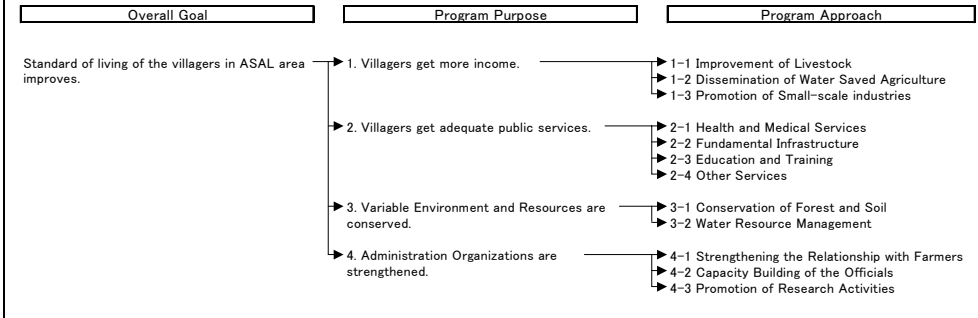 Overall Goal
Program Purpose
Program Approach
Standard of living of the villagers in ASAL area
improves.
1. Villagers get more income.
1-1 Improvement of Livestock
1-2 Dissemination of Water Saved Agriculture
1-3 Promotion of Small-scale industries
2. Villagers get adequate public services.
2-1 Health and Medical Services
2-2 Fundamental Infrastructure
2-3 Education and Training
2-4 Other Services
3. Variable Environment and Resources are
conserved.
3-1 Conservation of Forest and Soil
3-2 Water Resource Management
4. Administration Organizations are
strengthened.
4-1 Strengthening the Relationship with Farmers
4-2 Capacity Building of the Officials
4-3 Promotion of Research Activities